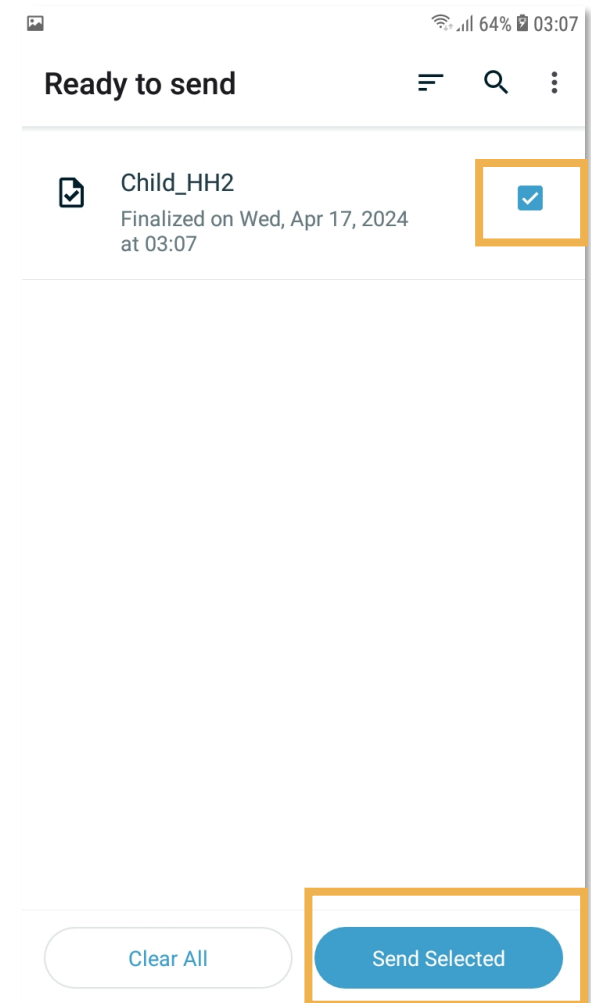 64% 03:07
Ready to send
Child_HH2
Finalized on Wed, Apr 17, 2024
at 03:07
Clear All
Send Selected